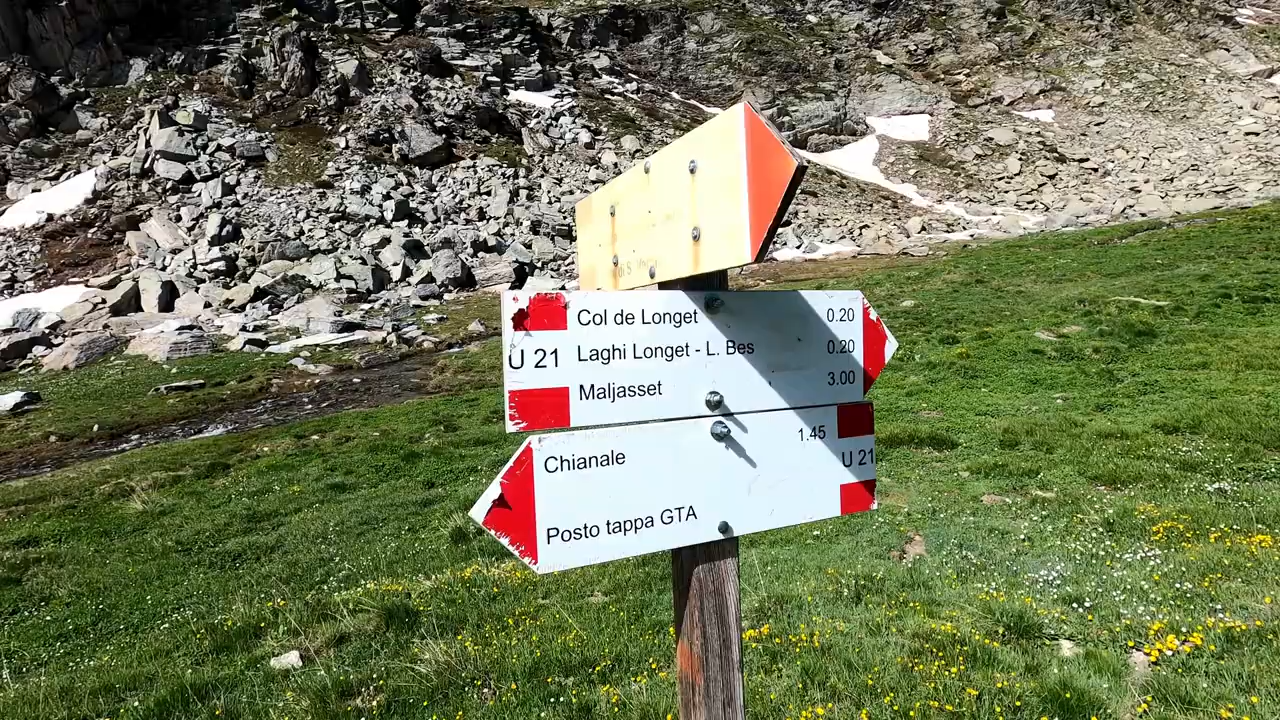 Col de Longet 0.20
U 21 Laghi Longet - L. Bes 0.20
Maljasset 3.00
Chianale 1.45
U 21
Posto tappa GTA